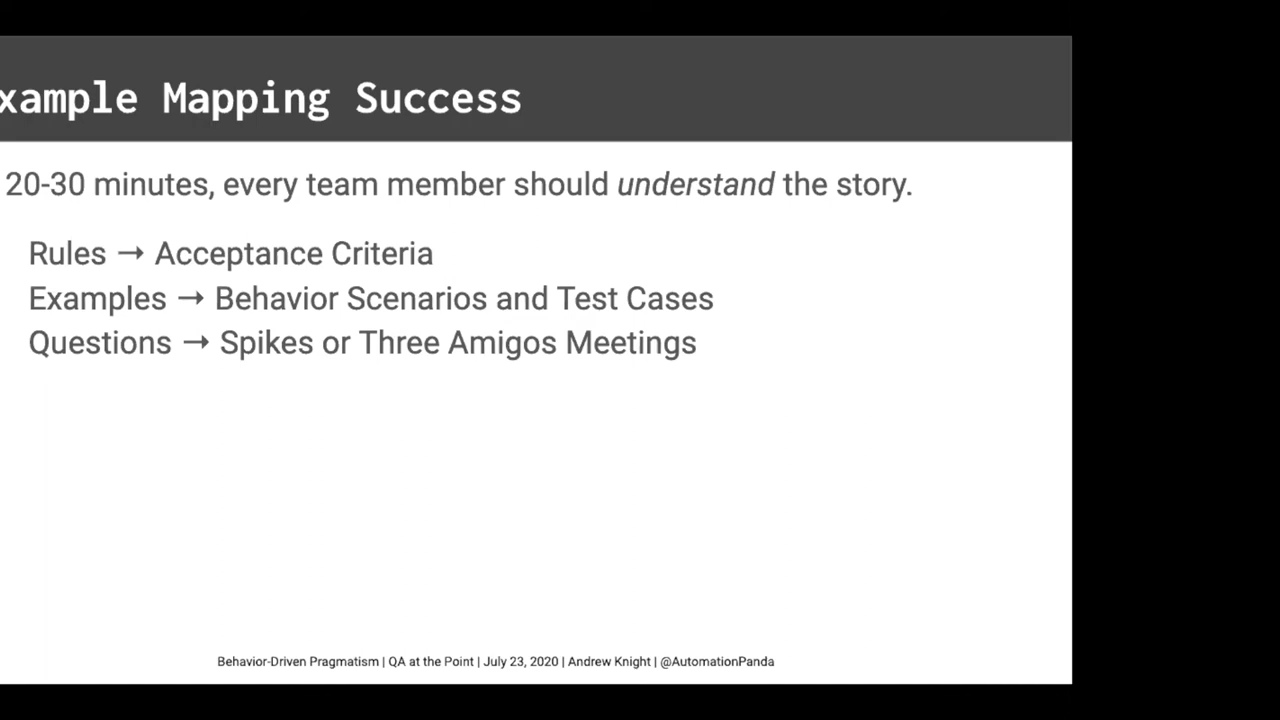 xample Mapping Success
20-30 minutes, every team member should understand the story.
Rules → Acceptance Criteria
Examples → Behavior Scenarios and Test Cases
Questions → Spikes or Three Amigos Meetings
Behavior-Driven Pragmatism | QA at the Point | July 23, 2020 | Andrew Knight | @AutomationPanda